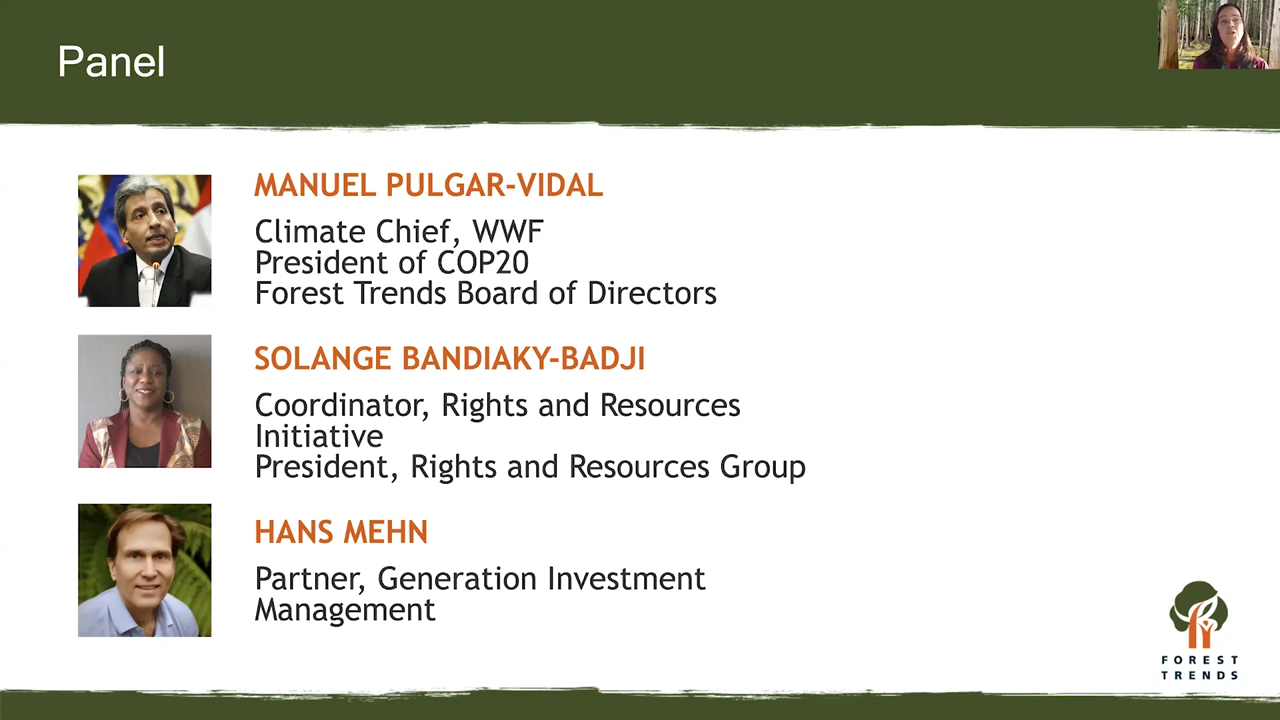 Panel
MANUEL PULGAR-VIDAL
Climate Chief, WWF
President of COP20
Forest Trends Board of Directors
SOLANGE BANDIAKY-BADJI
Coordinator, Rights and Resources
Initiative
President, Rights and Resources Group
HANS MEHN
Partner, Generation Investment
Management
FOREST
TRENDS